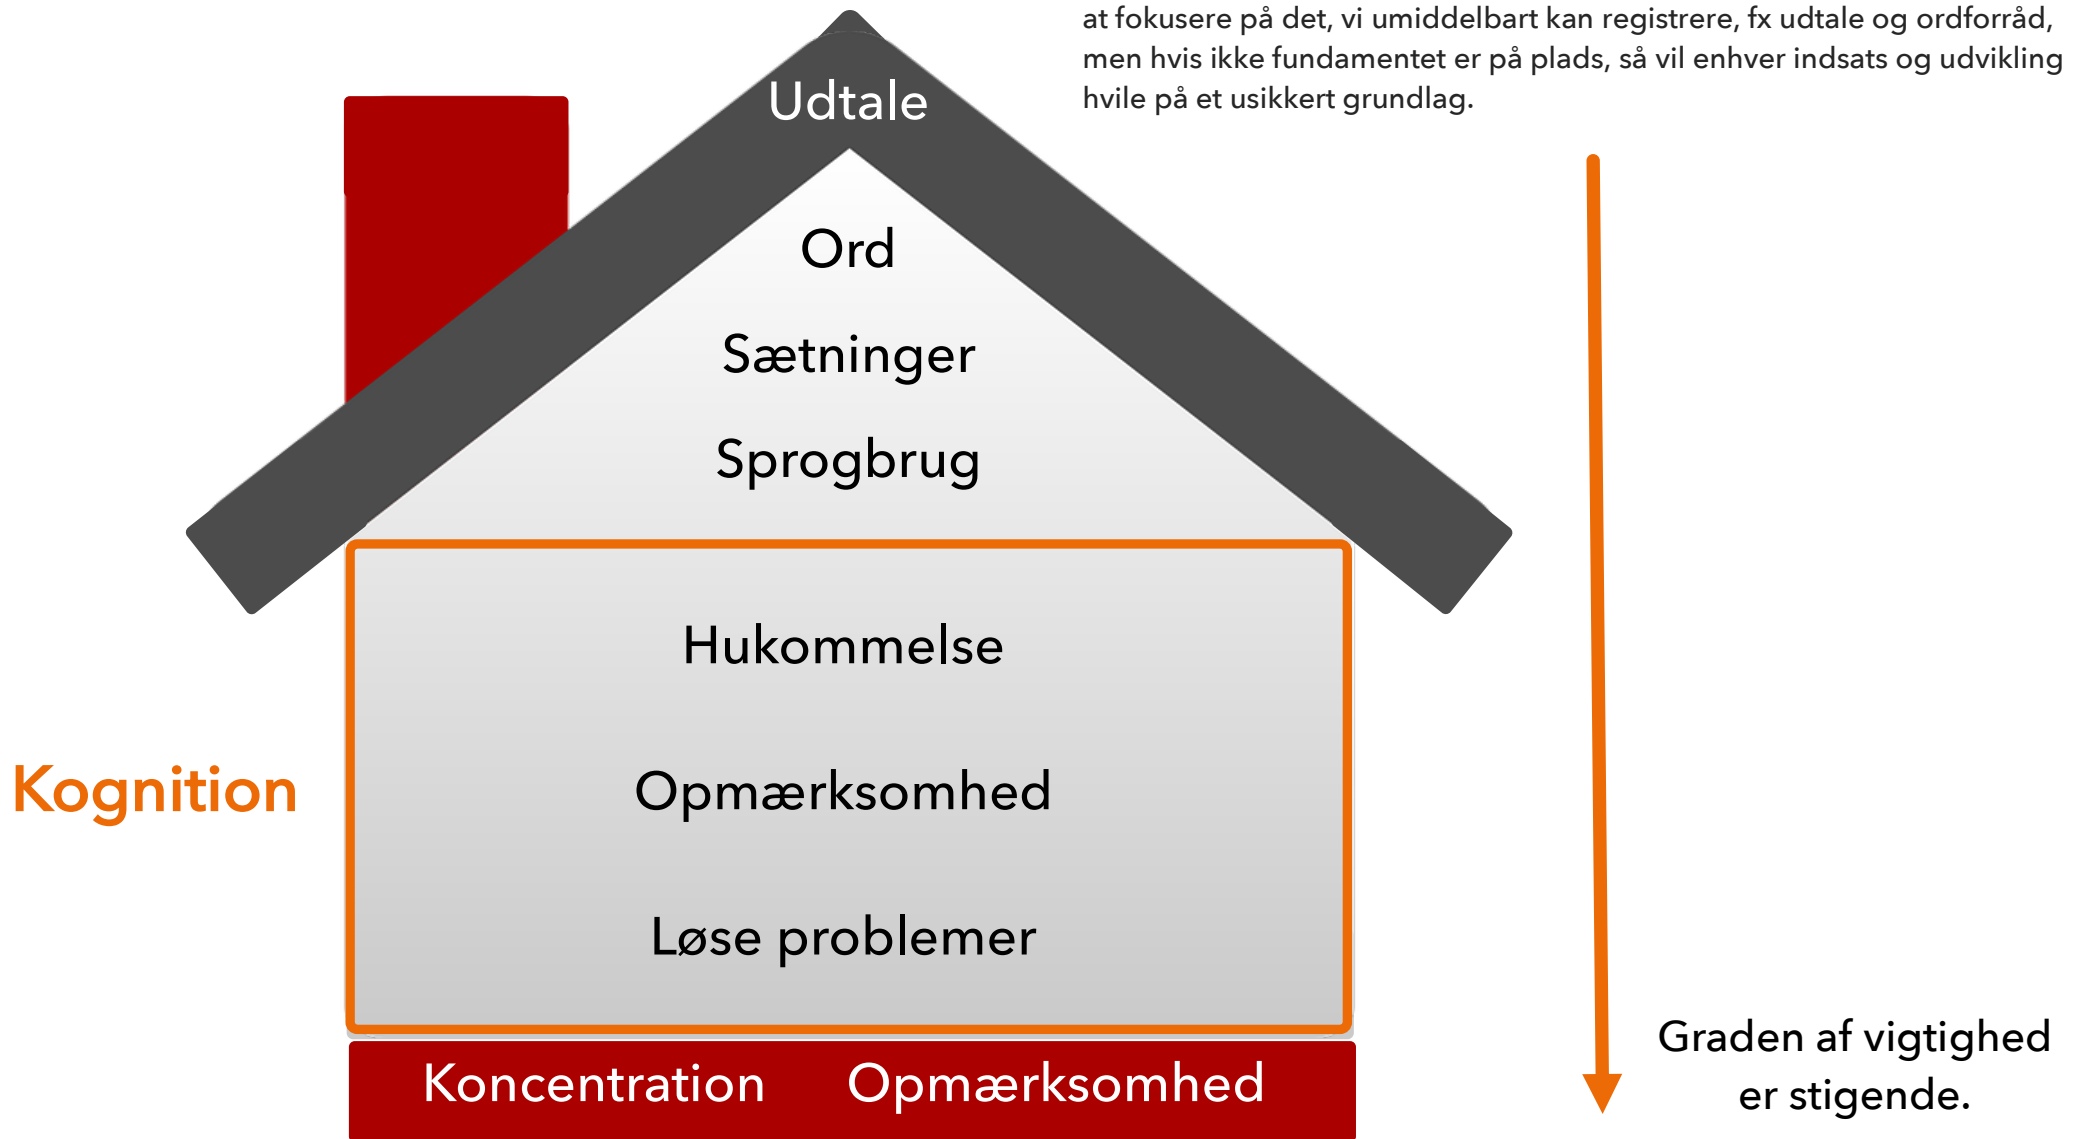 at fokusere på det, vi umiddelbart kan registrere, fx udtale og ordforråd,
men hvis ikke fundamentet er på plads, så vil enhver indsats og udvikling
hvile på et usikkert grundlag.
Udtale
Ord
Sætninger
Sprogbrug
Hukommelse
Kognition
Opmærksomhed
Løse problemer
Koncentration Opmærksomhed
Graden af vigtighed
er stigende.